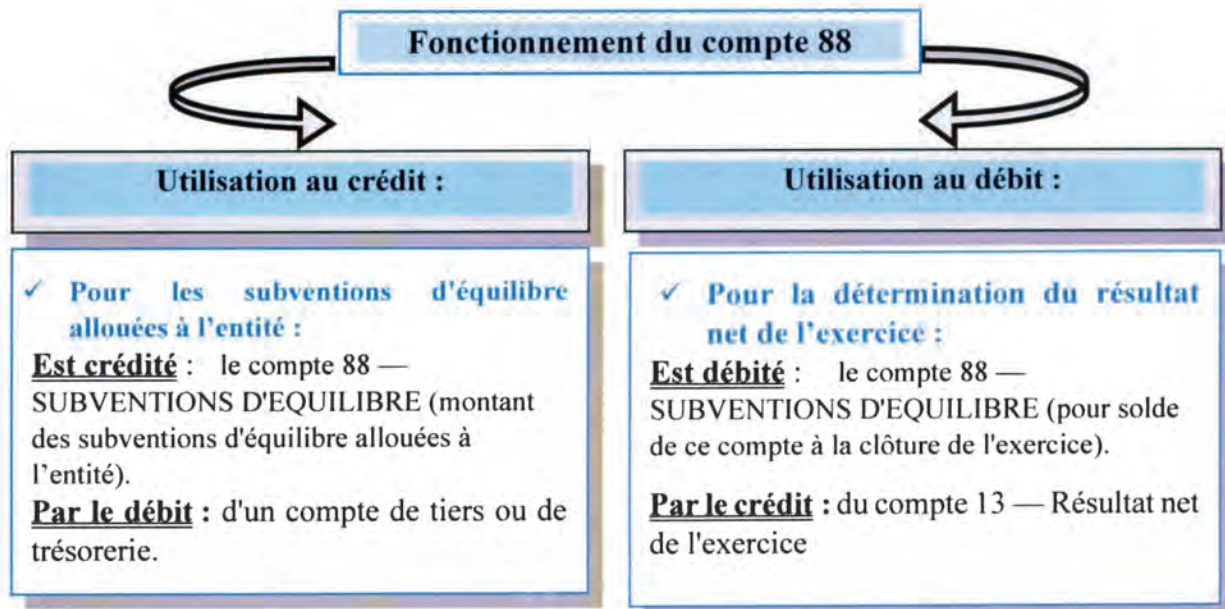 Fonctionnement du compte 88
Utilisation au crédit :
✓ Pour les subventions d'équilibre
allouées à l'entité :
Est crédité : le compte 88 —
SUBVENTIONS D'EQUILIBRE (montant
des subventions d'équilibre allouées à
l'entité).
Par le débit : d'un compte de tiers ou de
trésorerie.
Utilisation au débit :
✓ Pour la détermination du résultat
net de l'exercice :
Est débité : le compte 88 —
SUBVENTIONS D'EQUILIBRE (pour solde
de ce compte à la clôture de l'exercice).
Par le crédit : du compte 13 — Résultat net
de l'exercice